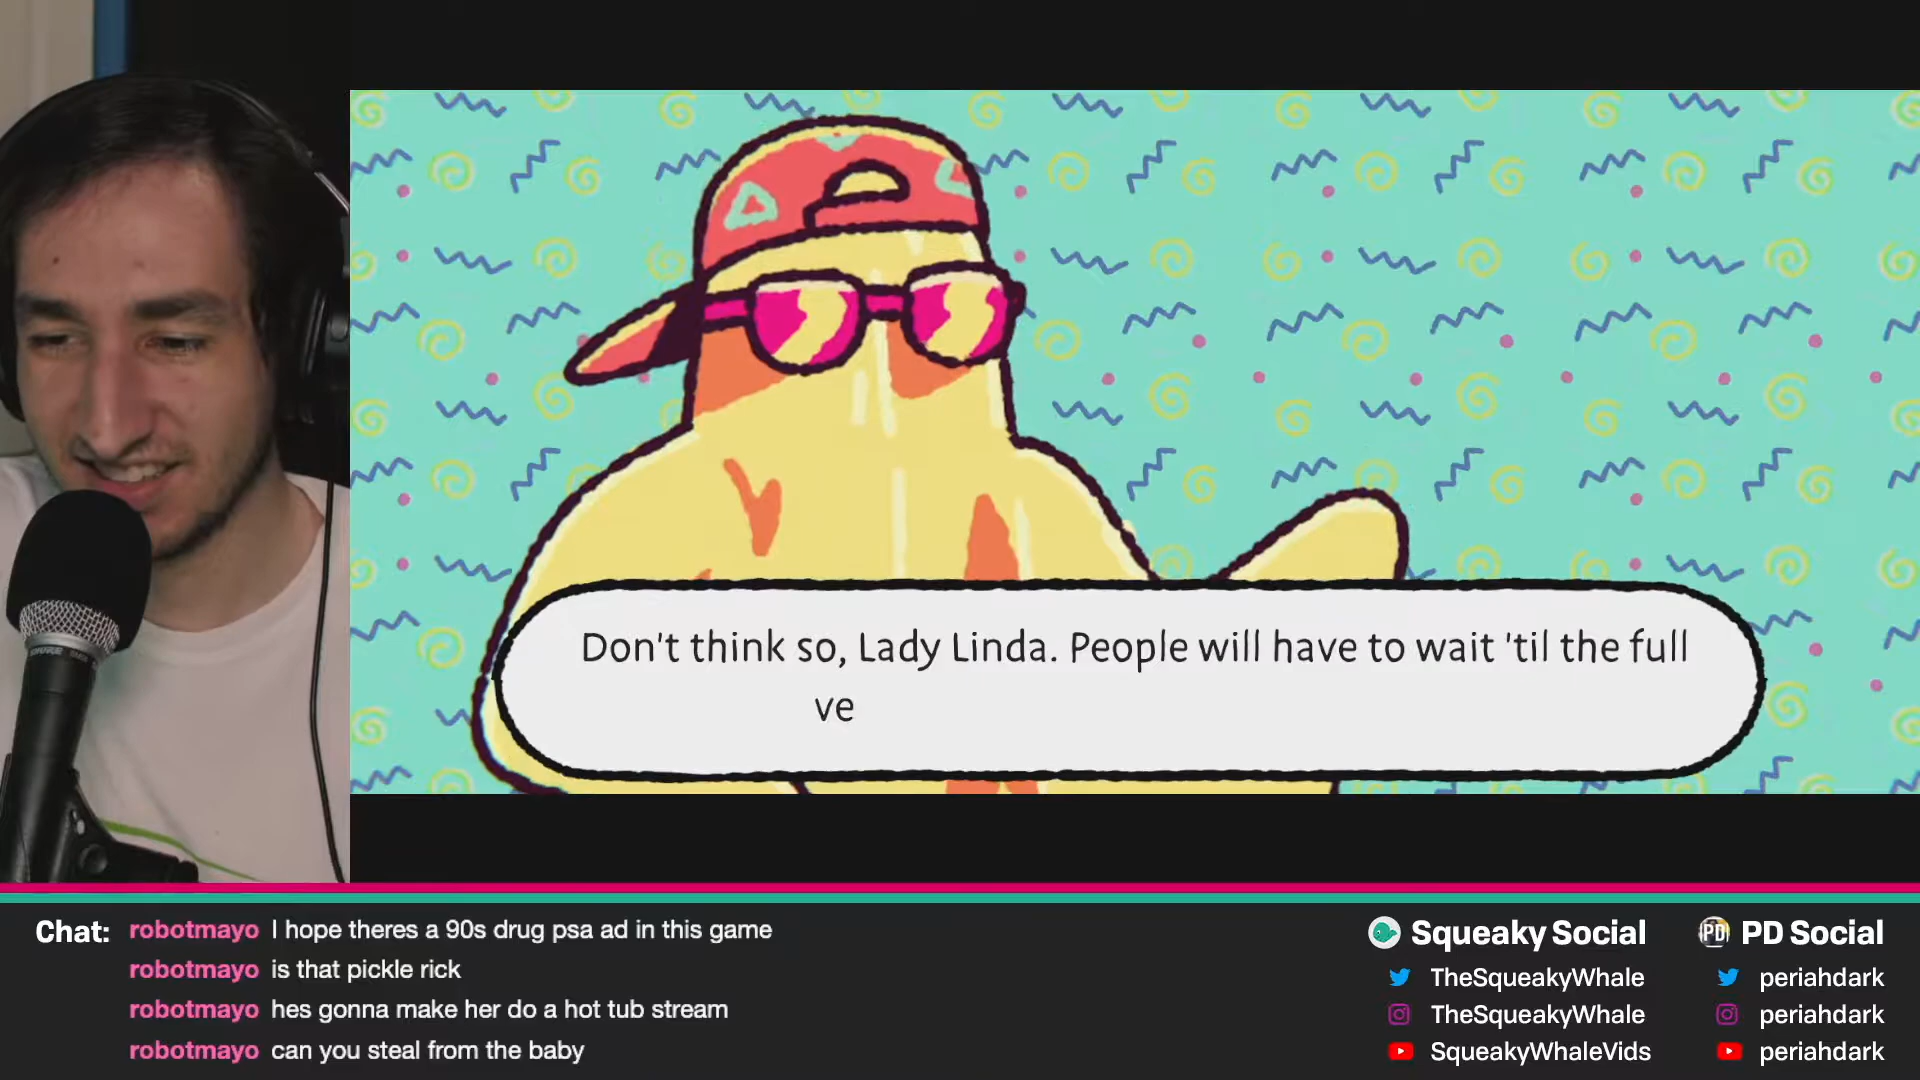 Don't think so, Lady Linda. People will have to wait 'til the full
ve
Chat:
robotmayo I hope theres a 90s drug psa ad in this game
robotmayo is that pickle rick
robotmayo hes gonna make her do a hot tub stream
robotmayo can you steal from the baby
Squeaky Social
TheSqueakyWhale
TheSqueakyWhale
SqueakyWhaleVids
PD
PD Social
periahdark
periahdark
periahdark